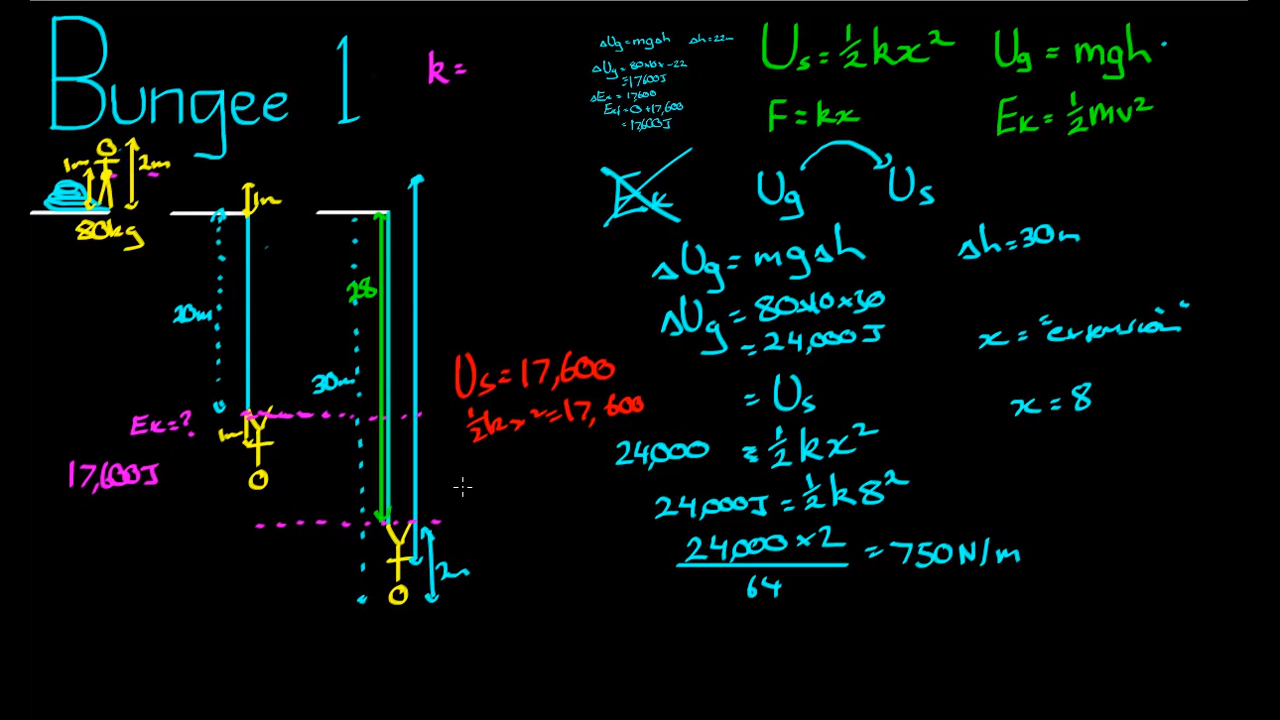 Bungee 1
k=
ΔUg=mgΔh Δh=22m
ΔUg=80×10×-22
=17600J
ΔEk=17,600
Ekf=0+17,600
=17,600J
Us=½kx² Ug=mgh
F=kx Ek=½mv²
1m
2m
80kg
1m
20m
Ek=?
1m
17,600J
28
30m
2m
Us=17,600
½kx²=17,600
Ek Ug Us
ΔUg=mgΔh Δh=30m
ΔUg=80×10×30
=24,000J
x="extension"
=Us x=8
24,000=½kx²
24,000J=½k8²
24,000×2 =750N/m
64